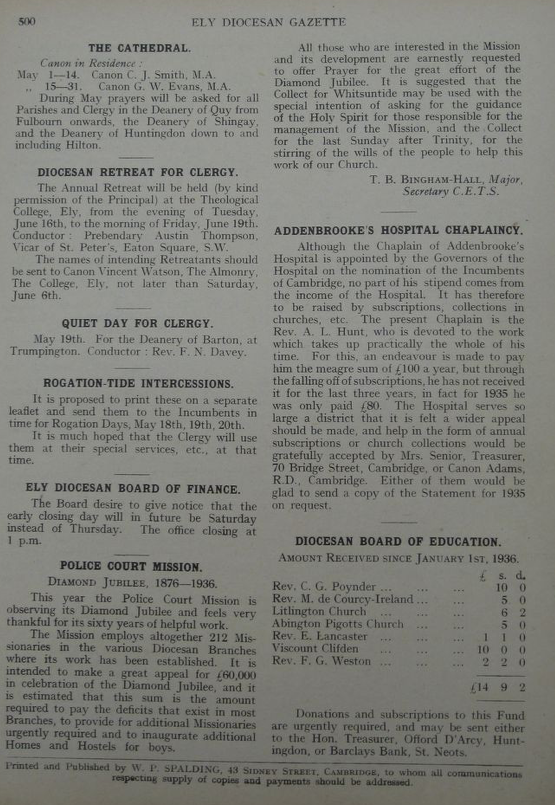 500
ELY DIOCESAN GAZETTE
THE CATHEDRAL.
Canon in Residence :
May 1—14. Canon C. J. Smith, M.A.
„ 15—31. Canon G. W. Evans, M.A.
During May prayers will be asked for all
Parishes and Clergy in the Deanery of Quy from
Fulbourn onwards, the Deanery of Shingay,
and the Deanery of Huntingdon down to and
including Hilton.
DIOCESAN RETREAT FOR CLERGY.
The Annual Retreat will be held (by kind
permission of the Principal) at the Theological
College, Ely, from the evening of Tuesday,
June 16th, to the morning of Friday, June 19th.
Conductor : Prebendary Austin Thompson,
Vicar of St. Peter's, Eaton Square, S.W.
The names of intending Retreatants should
be sent to Canon Vincent Watson, The Almonry,
The College, Ely, not later than Saturday,
June 6th.
QUIET DAY FOR CLERGY.
May 19th. For the Deanery of Barton, at
Trumpington. Conductor : Rev. F. N. Davey.
ROGATION-TIDE INTERCESSIONS.
It is proposed to print these on a separate
leaflet and send them to the Incumbents in
time for Rogation Days, May 18th, 19th, 20th.
It is much hoped that the Clergy will use
them at their special services, etc., at that
time.
ELY DIOCESAN BOARD OF FINANCE.
The Board desire to give notice that the
early closing day will in future be Saturday
instead of Thursday. The office closing at
1 p.m.
POLICE COURT MISSION.
DIAMOND JUBILEE, 1876—1936.
This year the Police Court Mission is
observing its Diamond Jubilee and feels very
thankful for its sixty years of helpful work.
The Mission employs altogether 212 Mis-
sionaries in the various Diocesan Branches
where its work has been established. It is
intended to make a great appeal for £60,000
in celebration of the Diamond Jubilee, and it
is estimated that this sum is the amount
required to pay the deficits that exist in most
Branches, to provide for additional Missionaries
urgently required and to inaugurate additional
Homes and Hostels for boys.
All those who are interested in the Mission
and its development are earnestly requested
to offer Prayer for the great effort of the
Diamond Jubilee. It is suggested that the
Collect for Whitsuntide may be used with the
special intention of asking for the guidance
of the Holy Spirit for those responsible for the
management of the Mission, and the Collect
for the last Sunday after Trinity, for the
stirring of the wills of the people to help this
work of our Church.
T. B. BINGHAM-HALL, Major,
Secretary C.E.T.S.
ADDENBROOKE'S HOSPITAL CHAPLAINCY.
Although the Chaplain of Addenbrooke's
Hospital is appointed by the Governors of the
Hospital on the nomination of the Incumbents
of Cambridge, no part of his stipend comes from
the income of the Hospital. It has therefore
to be raised by subscriptions, collections in
churches, etc. The present Chaplain is the
Rev. A. L. Hunt, who is devoted to the work
which takes up practically the whole of his
time. For this, an endeavour is made to pay
him the meagre sum of £100 a year, but through
the falling off of subscriptions, he has not received
it for the last three years, in fact for 1935 he
was only paid £80. The Hospital serves so
large a district that it is felt a wider appeal
should be made, and help in the form of annual
subscriptions or church collections would be
gratefully accepted by Mrs. Senior, Treasurer,
70 Bridge Street, Cambridge, or Canon Adams,
R.D., Cambridge. Either of them would be
glad to send a copy of the Statement for 1935
on request.
DIOCESAN BOARD OF EDUCATION.
AMOUNT RECEIVED SINCE JANUARY 1ST, 1936.
£ s. d.
Rev. C. G. Poynder ... ... ... 10 0
Rev. M. de Courcy-Ireland ... ... 5 0
Litlington Church ... ... ... 6 2
Abington Pigotts Church ... ... 5 0
Rev. E. Lancaster ... ... ... 1 1 0
Viscount Clifden ... ... ... 10 0 0
Rev. F. G. Weston ... ... ... 2 2 0
£14 9 2
Donations and subscriptions to this Fund
are urgently required, and may be sent either
to the Hon. Treasurer, Offord D'Arcy, Hunt-
ingdon, or Barclays Bank, St. Neots.
Printed and Published by W. P. SPALDING, 43 SIDNEY STREET, CAMBRIDGE, to whom all communications
respecting supply of copies and payments should be addressed.